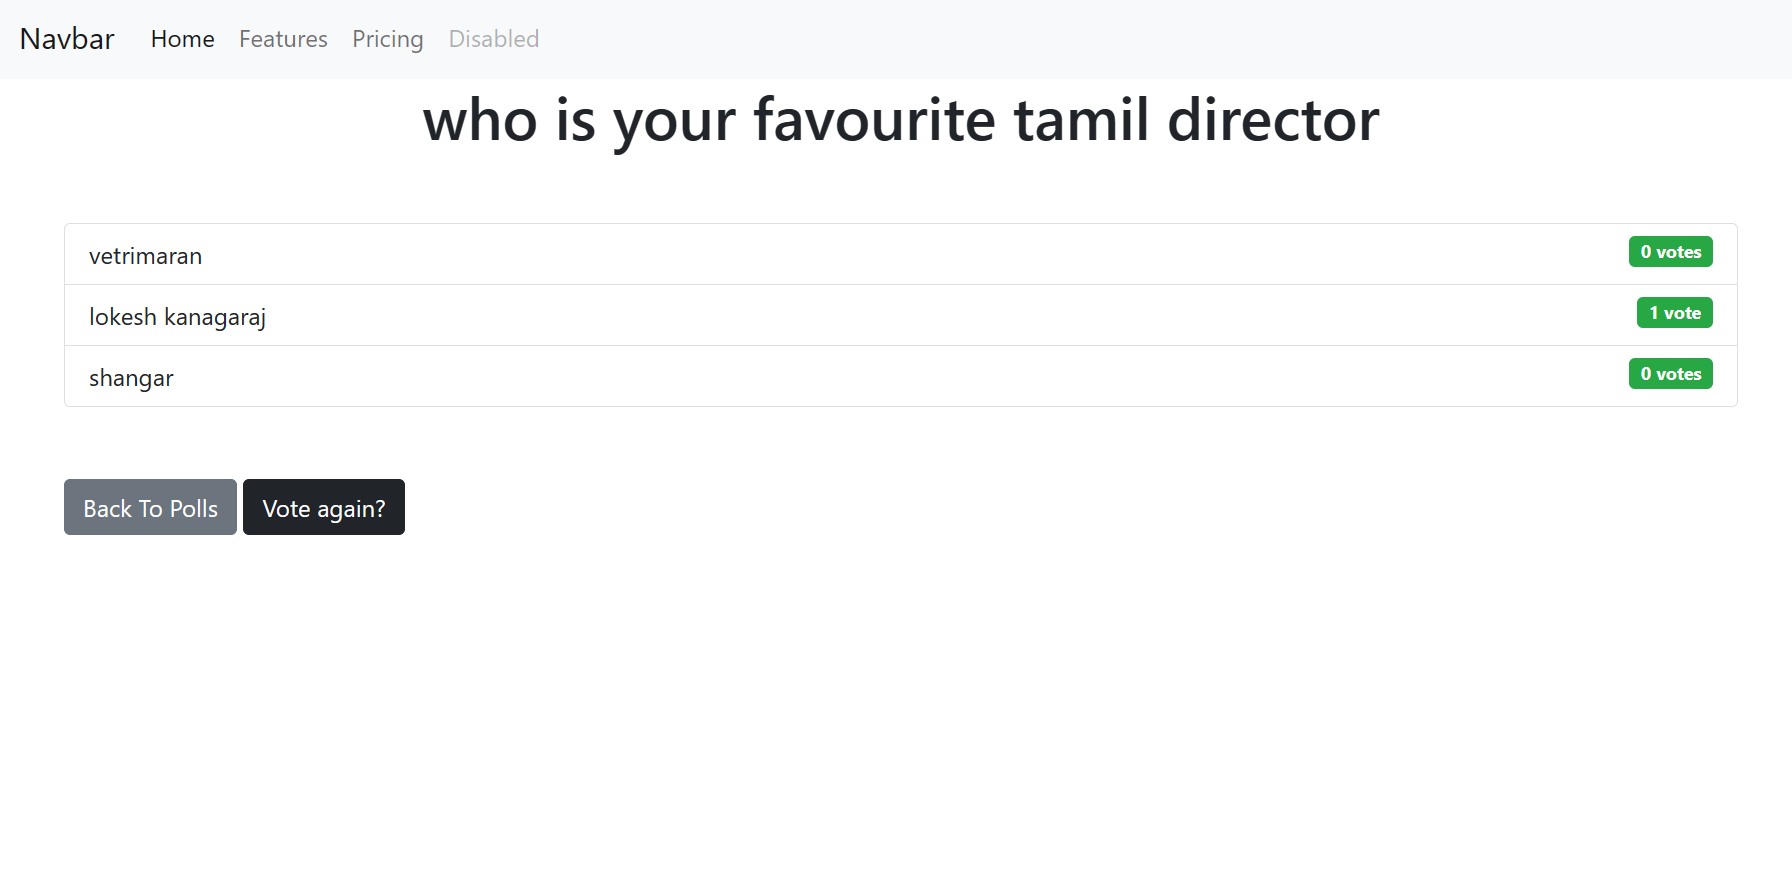 Navbar Home Features Pricing Disabled
who is your favourite tamil director
vetrimaran 0 votes
lokesh kanagaraj 1 vote
shangar 0 votes
Back To Polls Vote again?